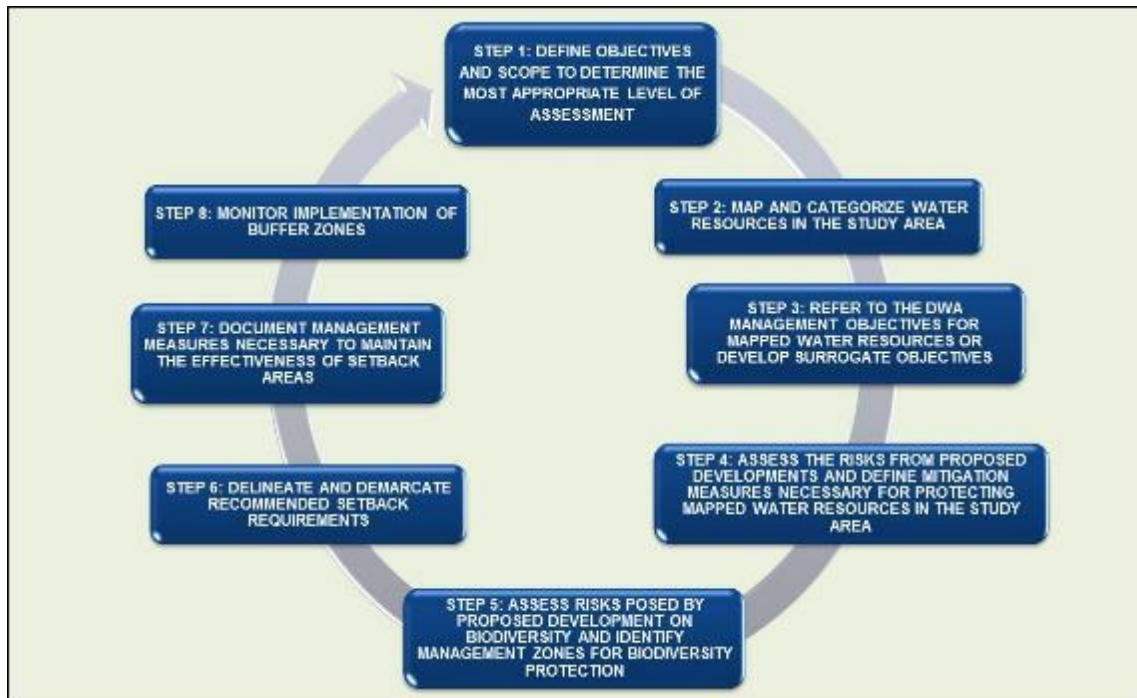 STEP 1: DEFINE OBJECTIVES
AND SCOPE TO DETERMINE THE
MOST APPROPRIATE LEVEL OF
ASSESSMENT
STEP 2: MAP AND CATEGORIZE WATER
RESOURCES IN THE STUDY AREA
STEP 3: REFER TO THE DWA
MANAGEMENT OBJECTIVES FOR
MAPPED WATER RESOURCES OR
DEVELOP SURROGATE OBJECTIVES
STEP 4: ASSESS THE RISKS FROM PROPOSED
DEVELOPMENTS AND DEFINE MITIGATION
MEASURES NECESSARY FOR PROTECTING
MAPPED WATER RESOURCES IN THE STUDY
AREA
STEP 5: ASSESS RISKS POSED BY
PROPOSED DEVELOPMENT ON
BIODIVERSITY AND IDENTIFY
MANAGEMENT ZONES FOR BIODIVERSITY
PROTECTION
STEP 6: DELINEATE AND DEMARCATE
RECOMMENDED SETBACK
REQUIREMENTS
STEP 7: DOCUMENT MANAGEMENT
MEASURES NECESSARY TO MAINTAIN
THE EFFECTIVENESS OF SETBACK
AREAS
STEP 8: MONITOR IMPLEMENTATION OF
BUFFER ZONES